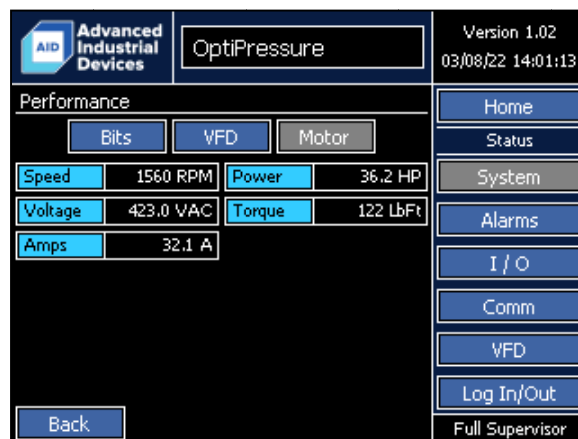 AID
Advanced
Industrial
Devices
OptiPressure
Version 1.02
03/08/22 14:01:13
Performance
Bits VFD Motor
Speed 1560 RPM Power 36.2 HP
Voltage 423.0 VAC Torque 122 LbFt
Amps 32.1 A
Back
Home
Status
System
Alarms
I / O
Comm
VFD
Log In/Out
Full Supervisor